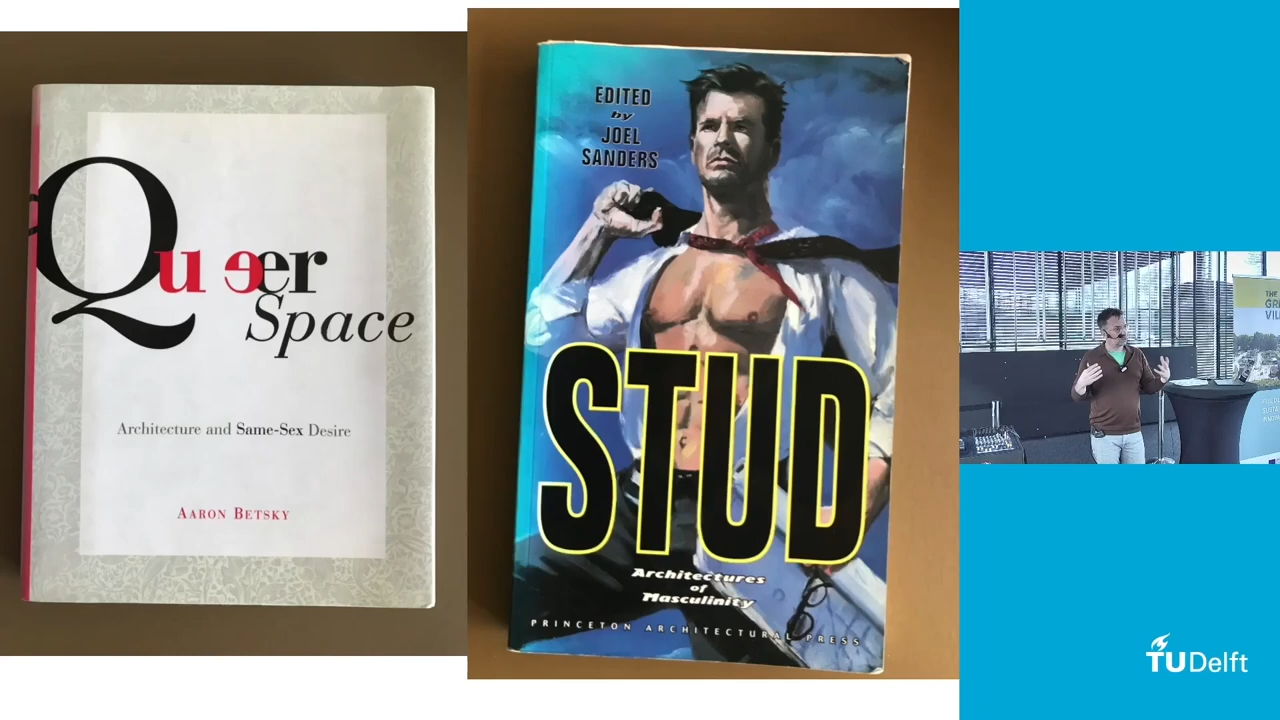 Queer
Space
Architecture and Same-Sex Desire
AARON BETSKY
EDITED
by
JOEL
SANDERS
STUD
Architectures
of
Masculinity
PRINCETON ARCHITECTURAL PRESS
THE
TUDelft